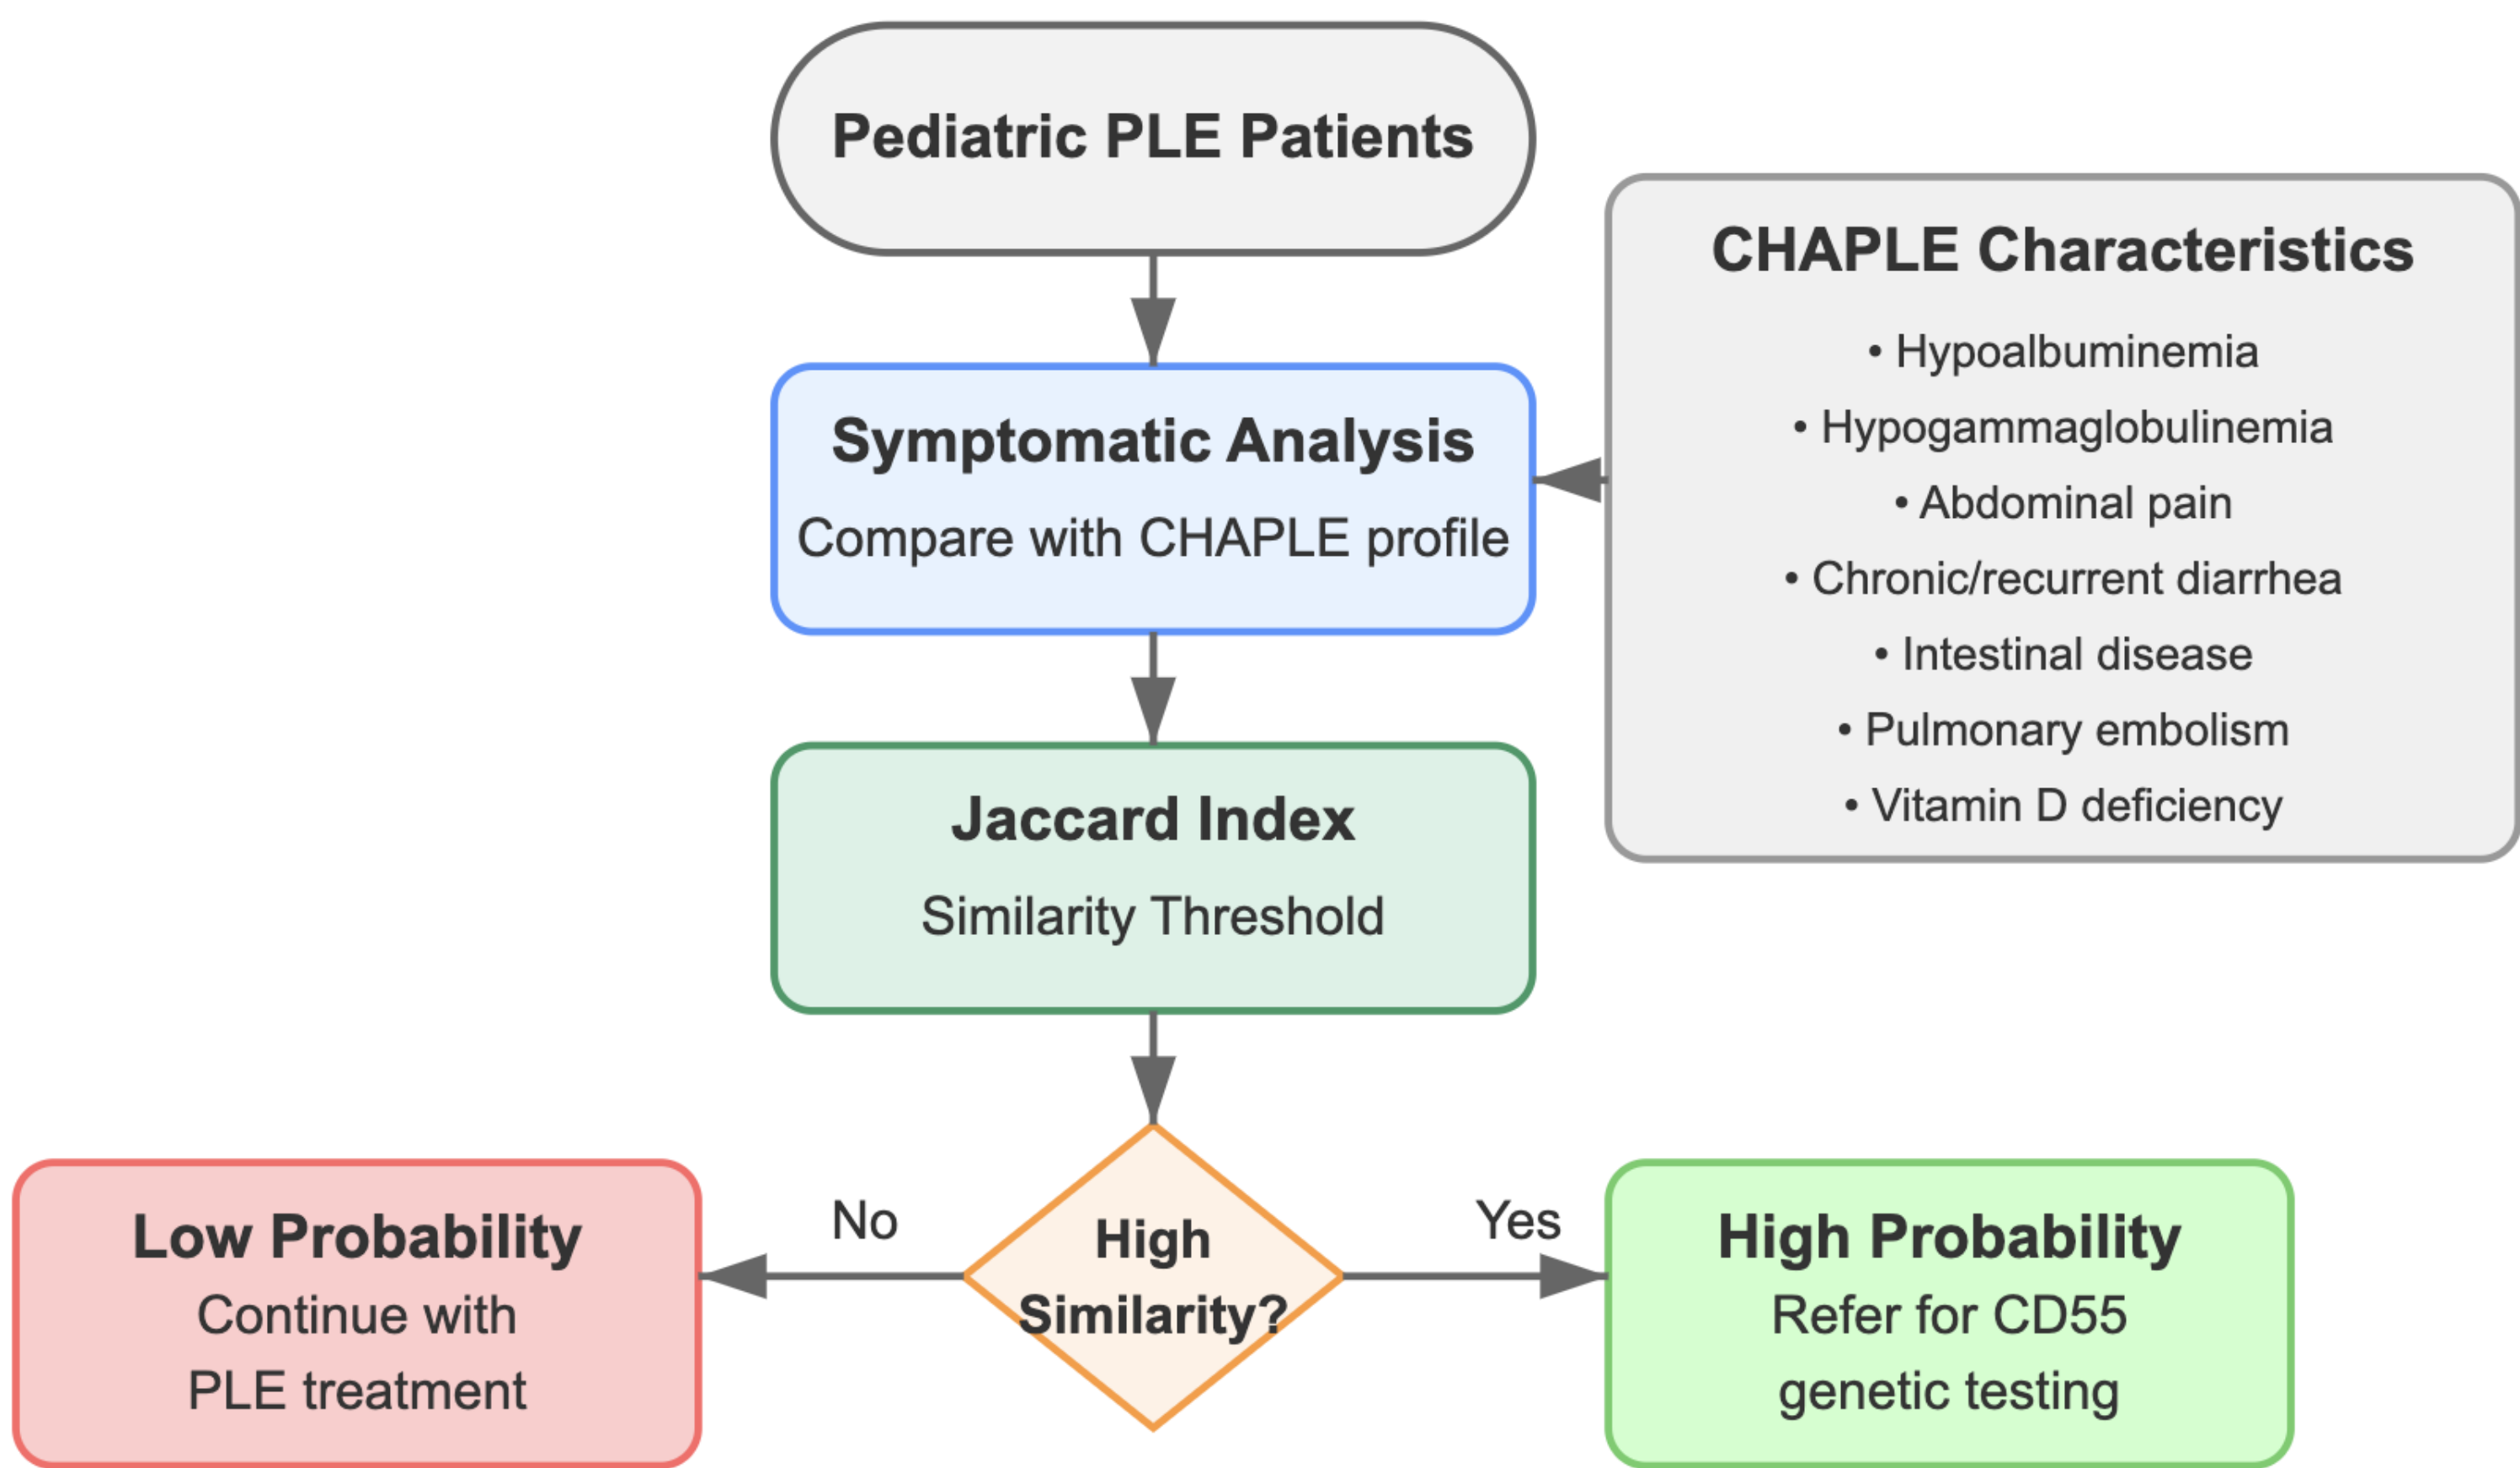 Pediatric PLE Patients
CHAPLE Characteristics
• Hypoalbuminemia
• Hypogammaglobulinemia
• Abdominal pain
• Chronic/recurrent diarrhea
• Intestinal disease
• Pulmonary embolism
• Vitamin D deficiency
Symptomatic Analysis
Compare with CHAPLE profile
Jaccard Index
Similarity Threshold
High
Similarity?
No
Yes
Low Probability
Continue with
PLE treatment
High Probability
Refer for CD55
genetic testing